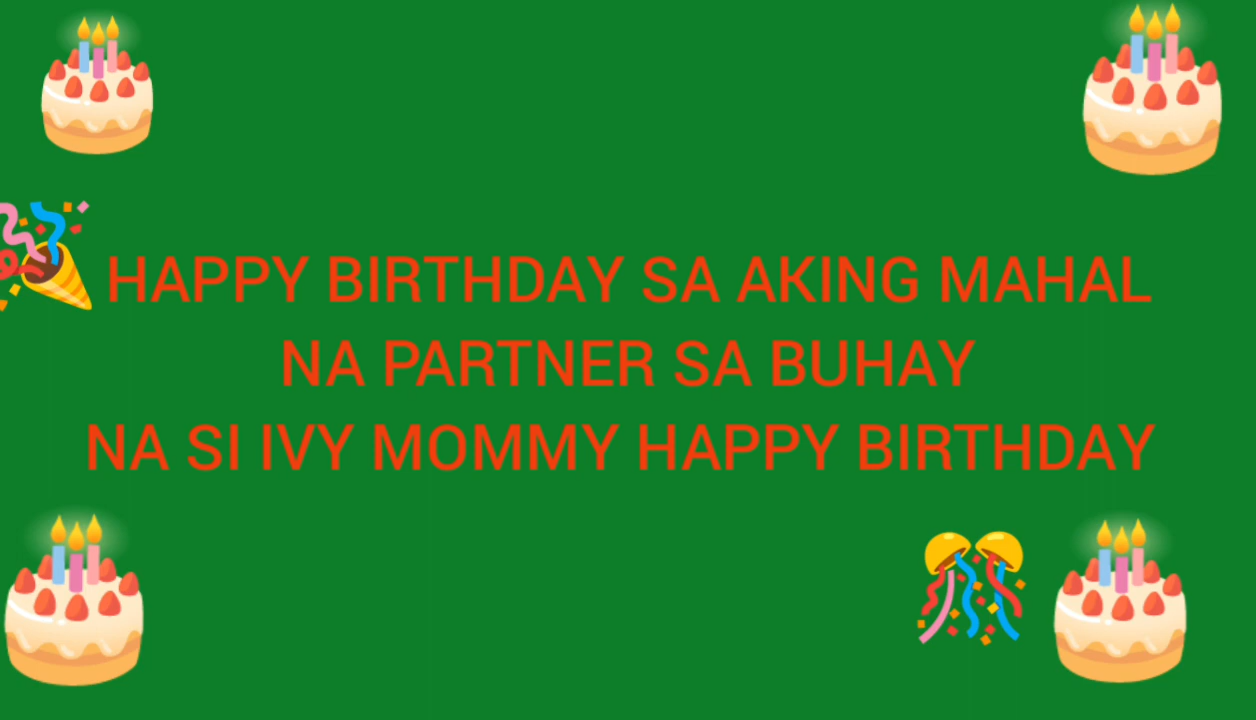 HAPPY BIRTHDAY SA AKING MAHAL
NA PARTNER SA BUHAY
NA SI IVY MOMMY HAPPY BIRTHDAY